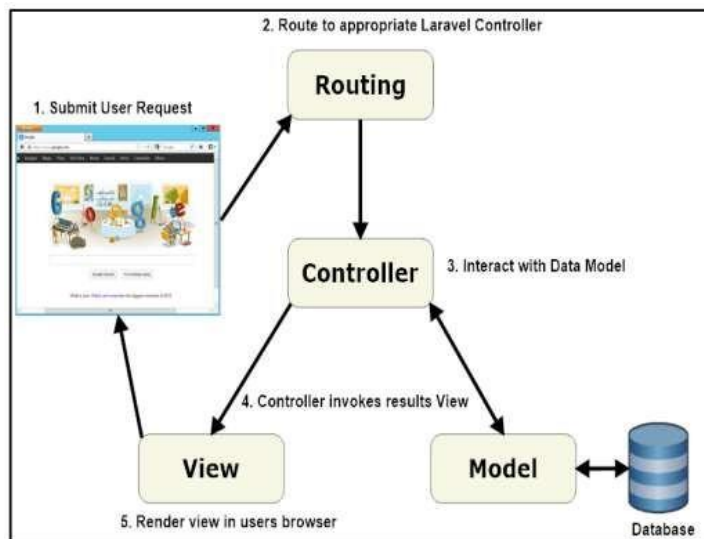 2. Route to appropriate Laravel Controller
Routing
1. Submit User Request
Google
Controller
3. Interact with Data Model
4. Controller invokes results View
View
Model
5. Render view in users browser
Database